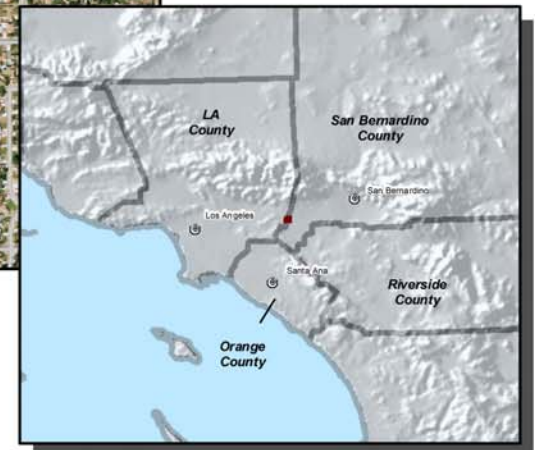 LA
County
San Bernardino
County
San Bernardino
Los Angeles
Santa Ana
Riverside
County
Orange
County